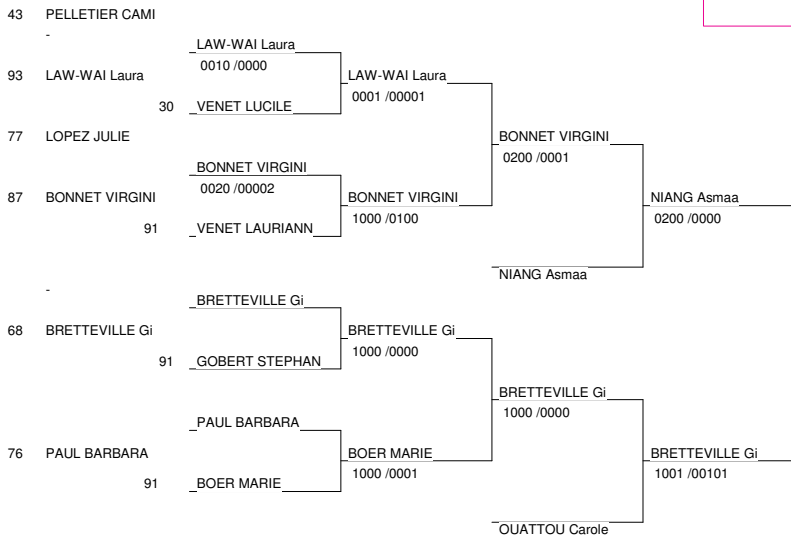 43 PELLETIER CAMI
-
LAW-WAI Laura
0010 /0000
93 LAW-WAI Laura
LAW-WAI Laura
0001 /00001
30 VENET LUCILE
77 LOPEZ JULIE
BONNET VIRGINI
0200 /0001
BONNET VIRGINI
0020 /00002
87 BONNET VIRGINI
BONNET VIRGINI
1000 /0100
NIANG Asmaa
0200 /0000
91 VENET LAURIANN
NIANG Asmaa
-
BRETTEVILLE Gi
68 BRETTEVILLE Gi
BRETTEVILLE Gi
1000 /0000
91 GOBERT STEPHAN
BRETTEVILLE Gi
1000 /0000
PAUL BARBARA
76 PAUL BARBARA
BOER MARIE
1000 /0001
BRETTEVILLE Gi
1001 /00101
91 BOER MARIE
OUATTOU Carole